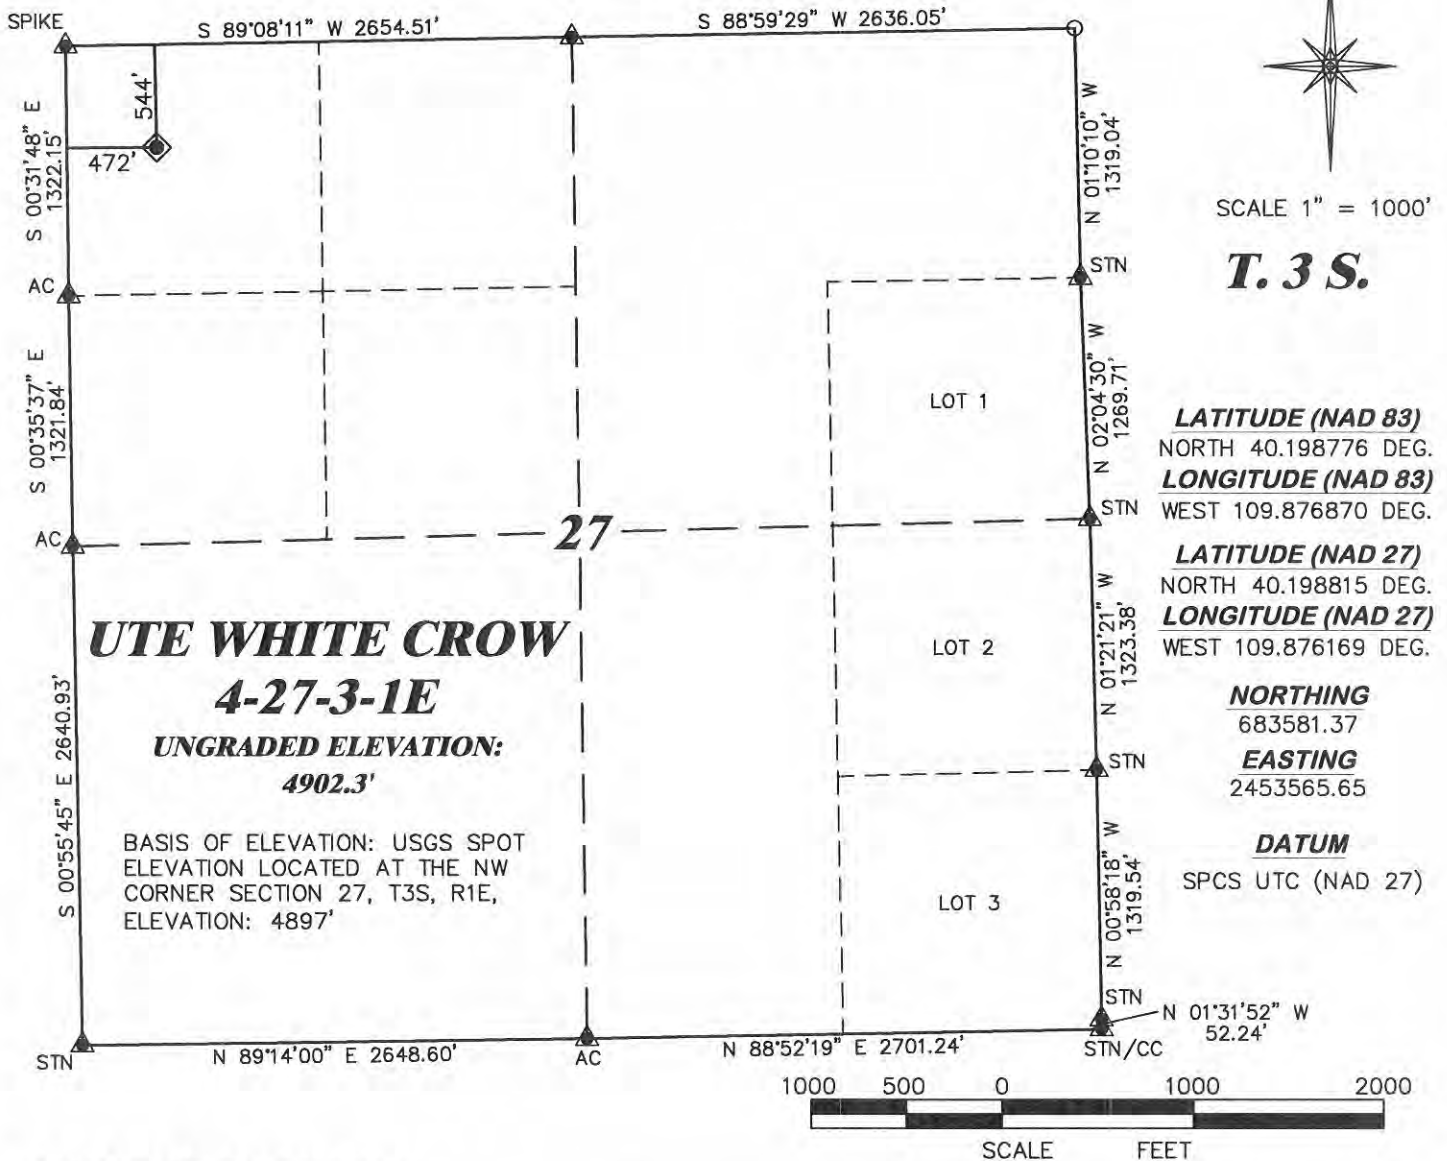 SPIKE
S 89°08'11" W 2654.51'
S 88°59'29" W 2636.05'
544'
472'
S 00°31'48" E
1322.15'
N 01°10'10" W
1319.04'
SCALE 1" = 1000'
T. 3 S.
AC
STN
S 00°35'37" E
1321.84'
LOT 1
N 02°04'30" W
1269.71'
LATITUDE (NAD 83)
NORTH 40.198776 DEG.
LONGITUDE (NAD 83)
WEST 109.876870 DEG.
LATITUDE (NAD 27)
NORTH 40.198815 DEG.
LONGITUDE (NAD 27)
WEST 109.876169 DEG.
NORTHING
683581.37
EASTING
2453565.65
DATUM
SPCS UTC (NAD 27)
AC
27
STN
UTE WHITE CROW
4-27-3-1E
UNGRADED ELEVATION:
4902.3'
BASIS OF ELEVATION: USGS SPOT
ELEVATION LOCATED AT THE NW
CORNER SECTION 27, T3S, R1E,
ELEVATION: 4897'
S 00°55'45" E 2640.93'
LOT 2
N 01°21'21" W
1323.38'
STN
LOT 3
N 00°58'18" W
1319.54'
STN
N 01°31'52" W
52.24'
STN
N 89°14'00" E 2648.60'
AC
N 88°52'19" E 2701.24'
STN/CC
1000 500 0 1000 2000
SCALE FEET